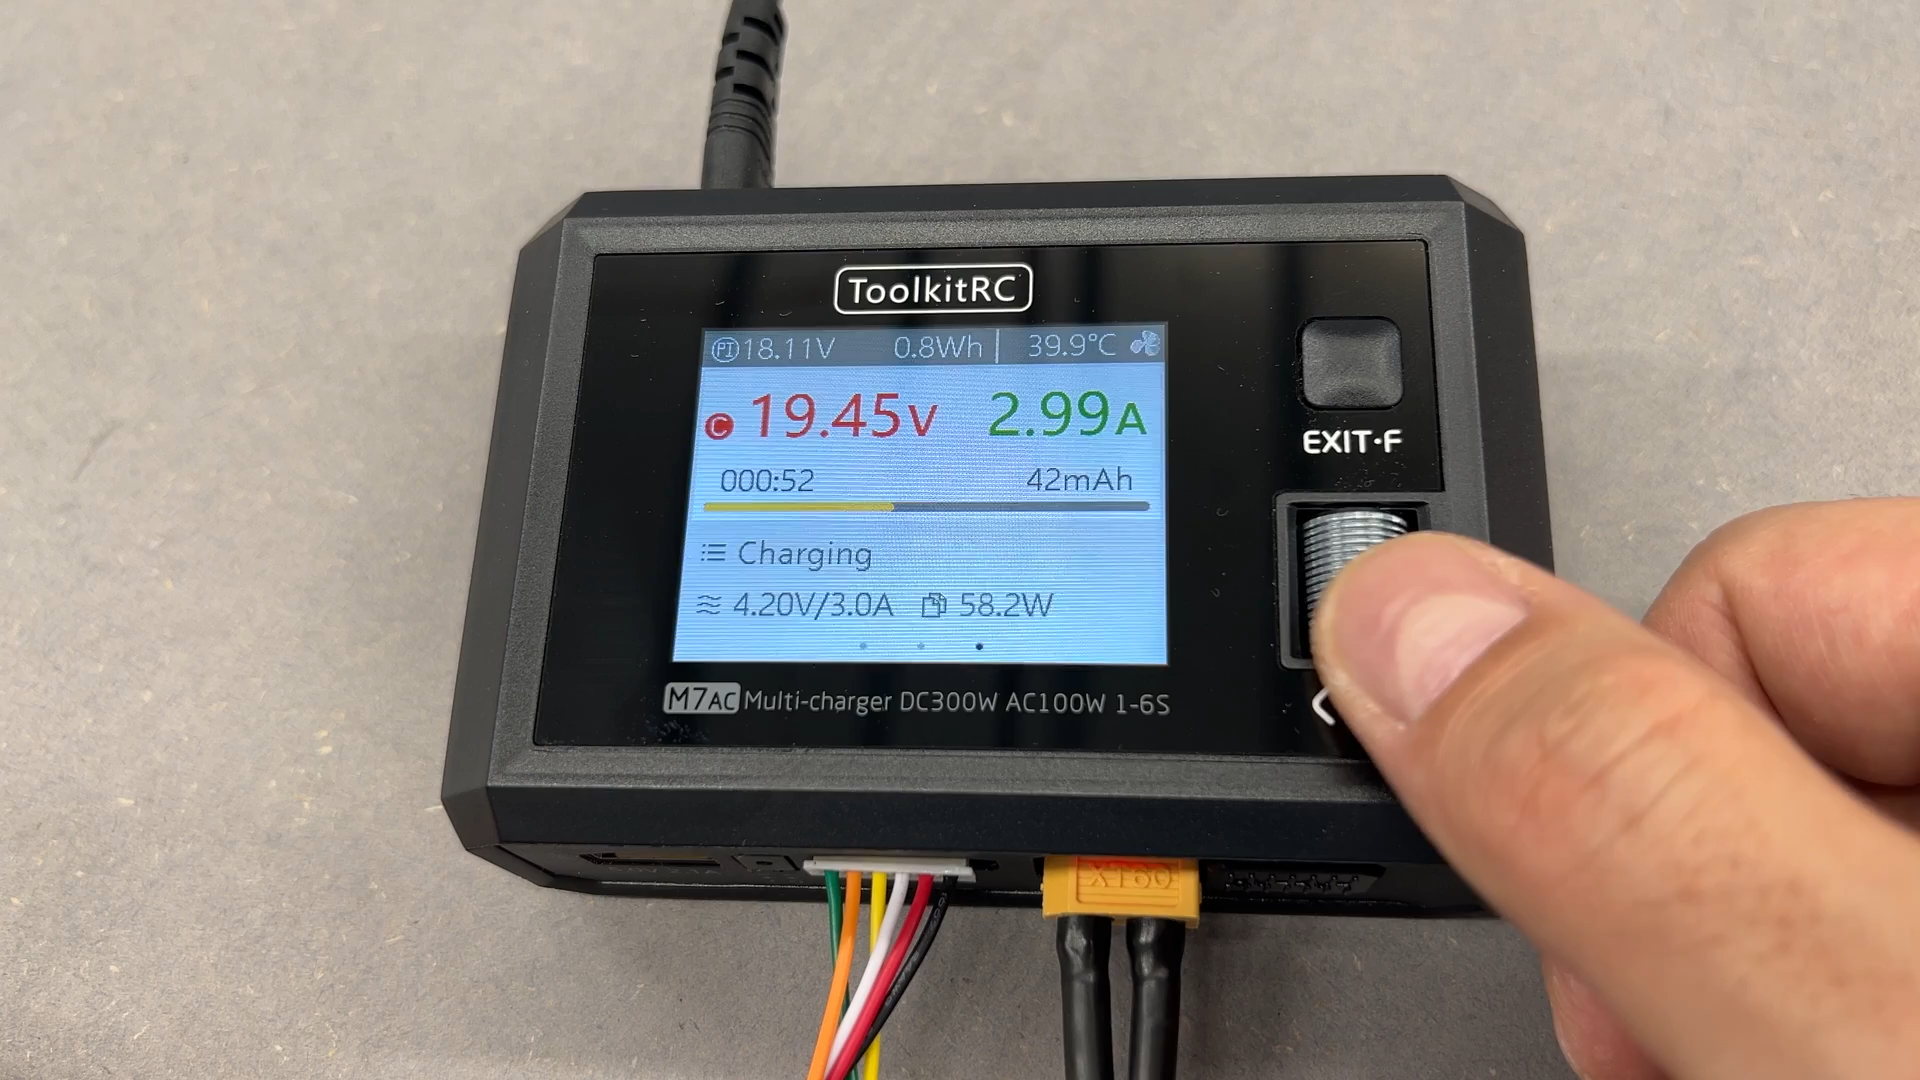 ToolkitRC
PI 18.11V 0.8Wh 39.9°C
C 19.45V 2.99A
000:52 42mAh
Charging
4.20V/3.0A 58.2W
M7AC Multi-charger DC300W AC100W 1-6S
EXIT·F
XT60